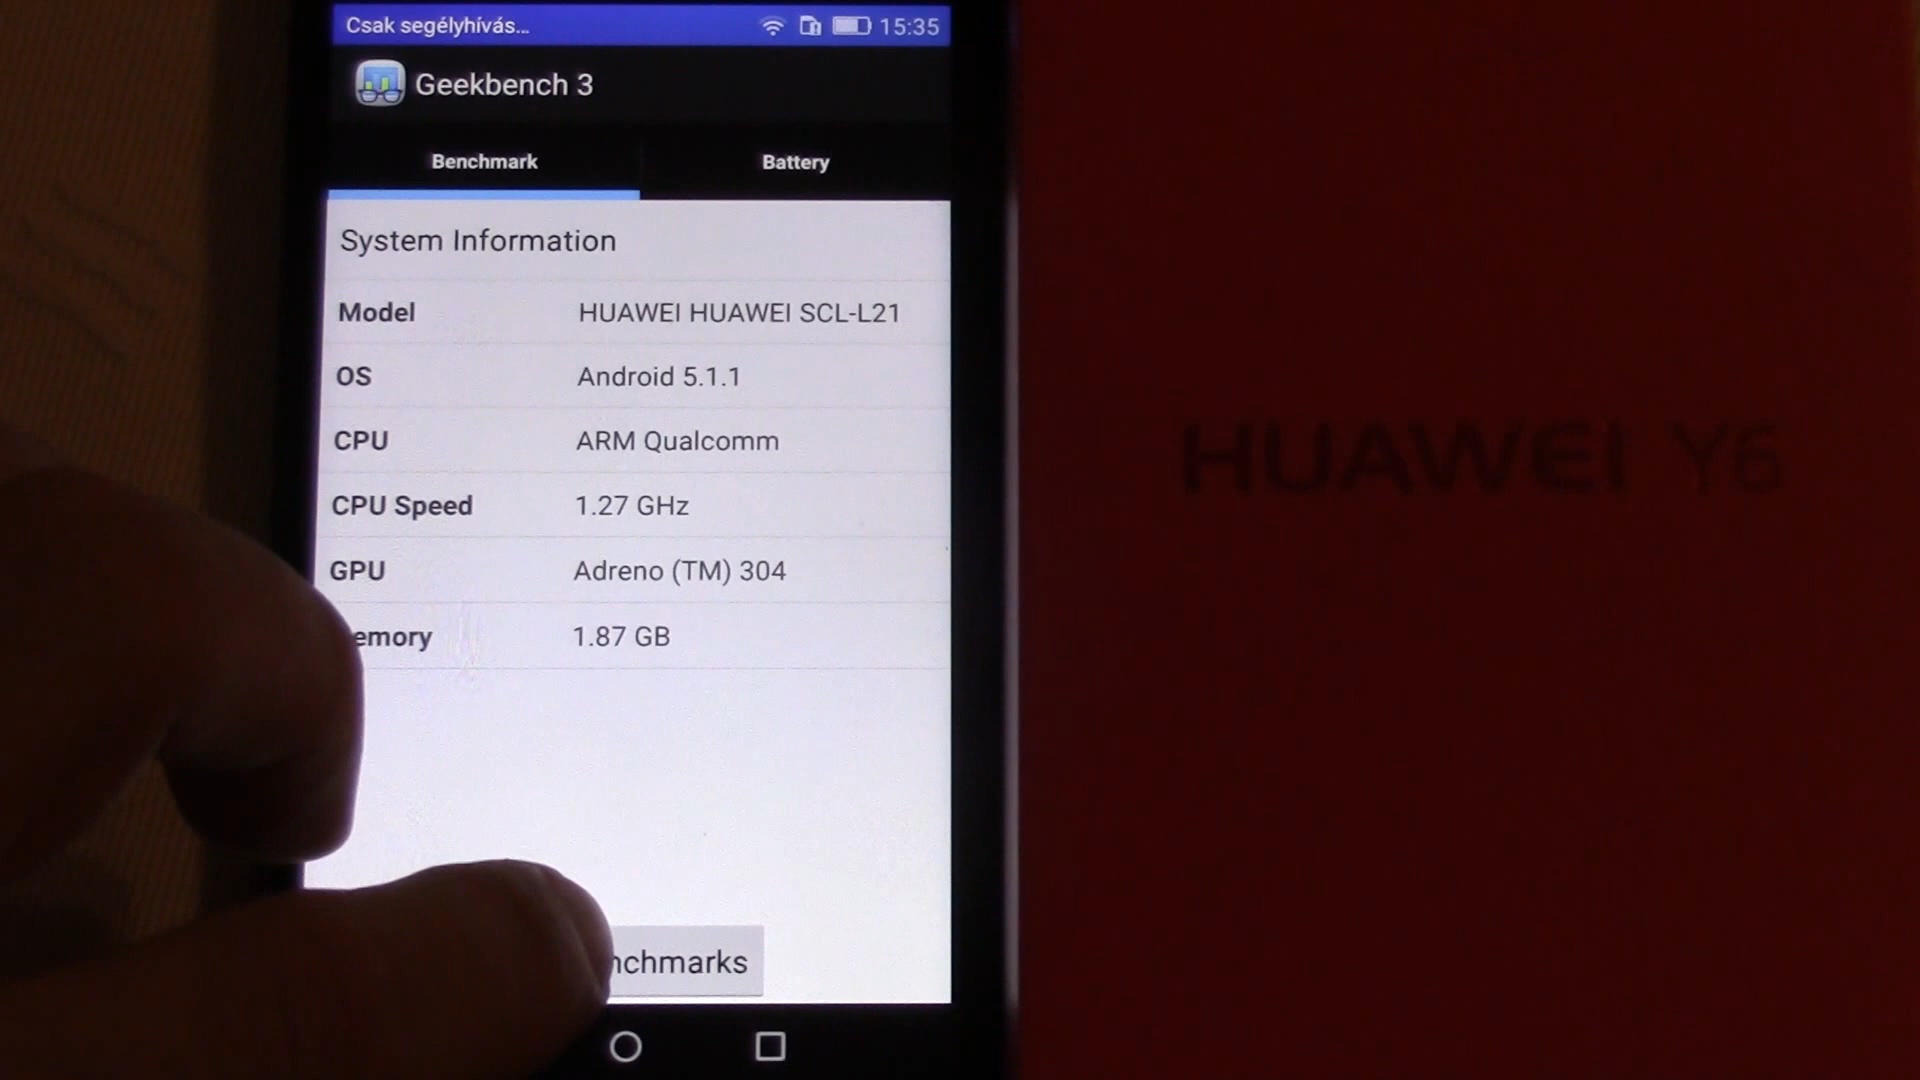 Csak segélyhívás... 15:35
Geekbench 3
Benchmark Battery
System Information
Model HUAWEI HUAWEI SCL-L21
OS Android 5.1.1
CPU ARM Qualcomm
CPU Speed 1.27 GHz
GPU Adreno (TM) 304
emory 1.87 GB
nchmarks
HUAWEI Y6